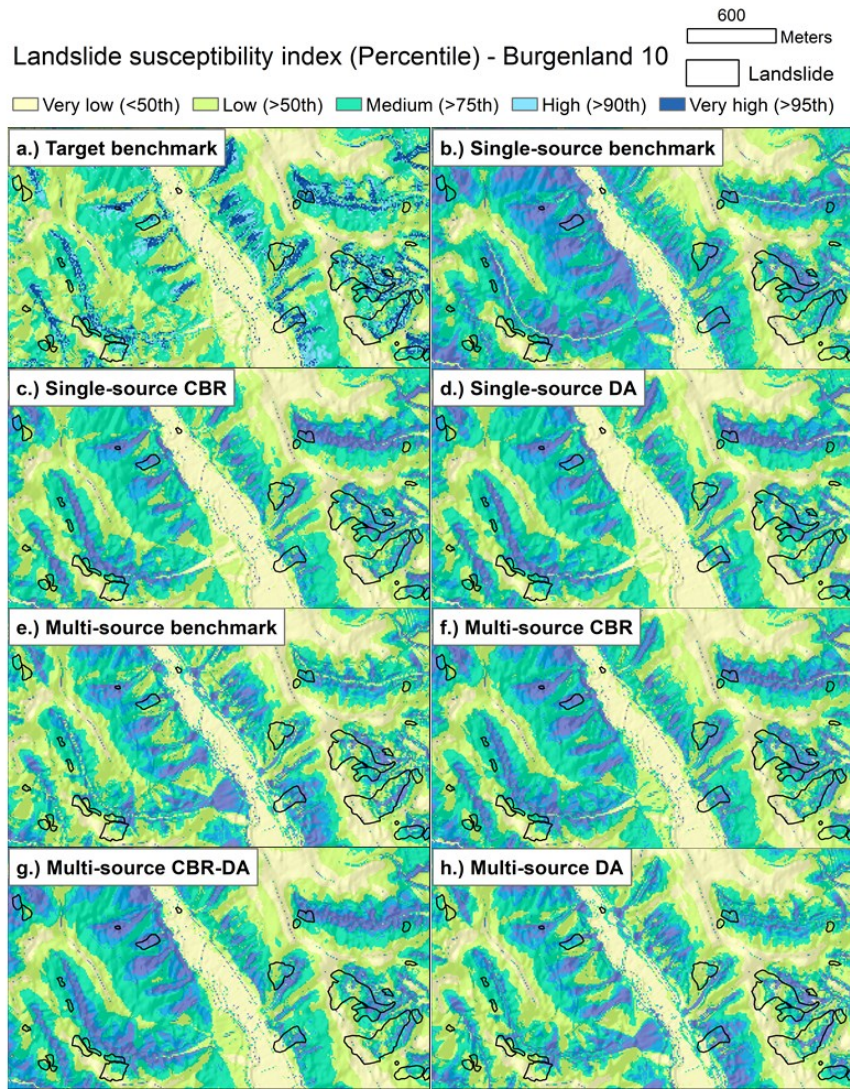 600
Meters
Landslide susceptibility index (Percentile) - Burgenland 10
Landslide
Very low (<50th) Low (>50th) Medium (>75th) High (>90th) Very high (>95th)
a.) Target benchmark
b.) Single-source benchmark
c.) Single-source CBR
d.) Single-source DA
e.) Multi-source benchmark
f.) Multi-source CBR
g.) Multi-source CBR-DA
h.) Multi-source DA